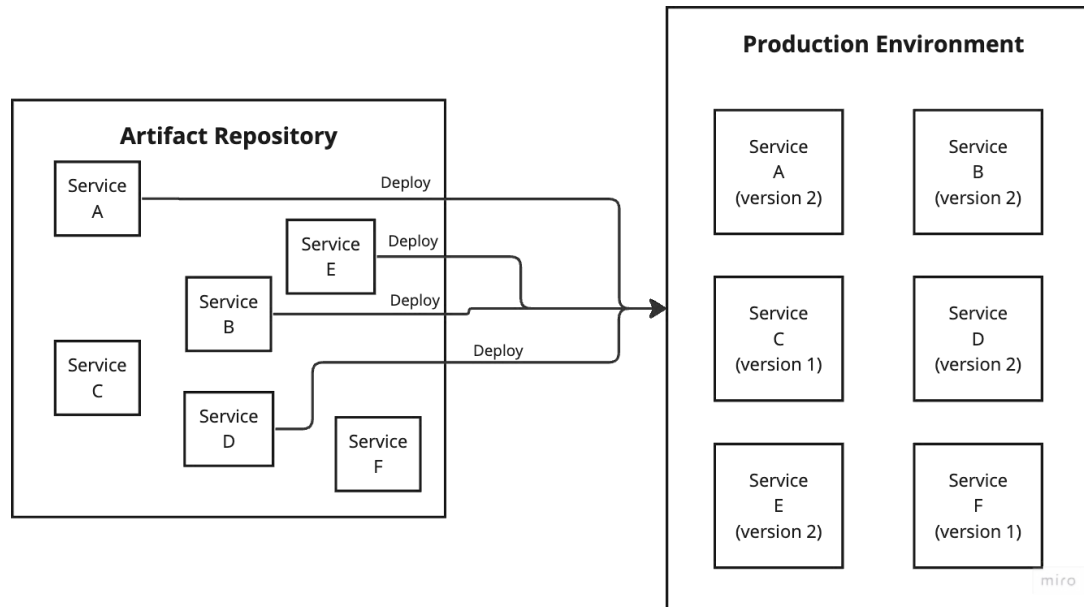 Production Environment
Artifact Repository
Service
A
Deploy
Service
E
Deploy
Service
B
Deploy
Service
C
Deploy
Service
D
Service
F
Service
A
(version 2)
Service
B
(version 2)
Service
C
(version 1)
Service
D
(version 2)
Service
E
(version 2)
Service
F
(version 1)
miro